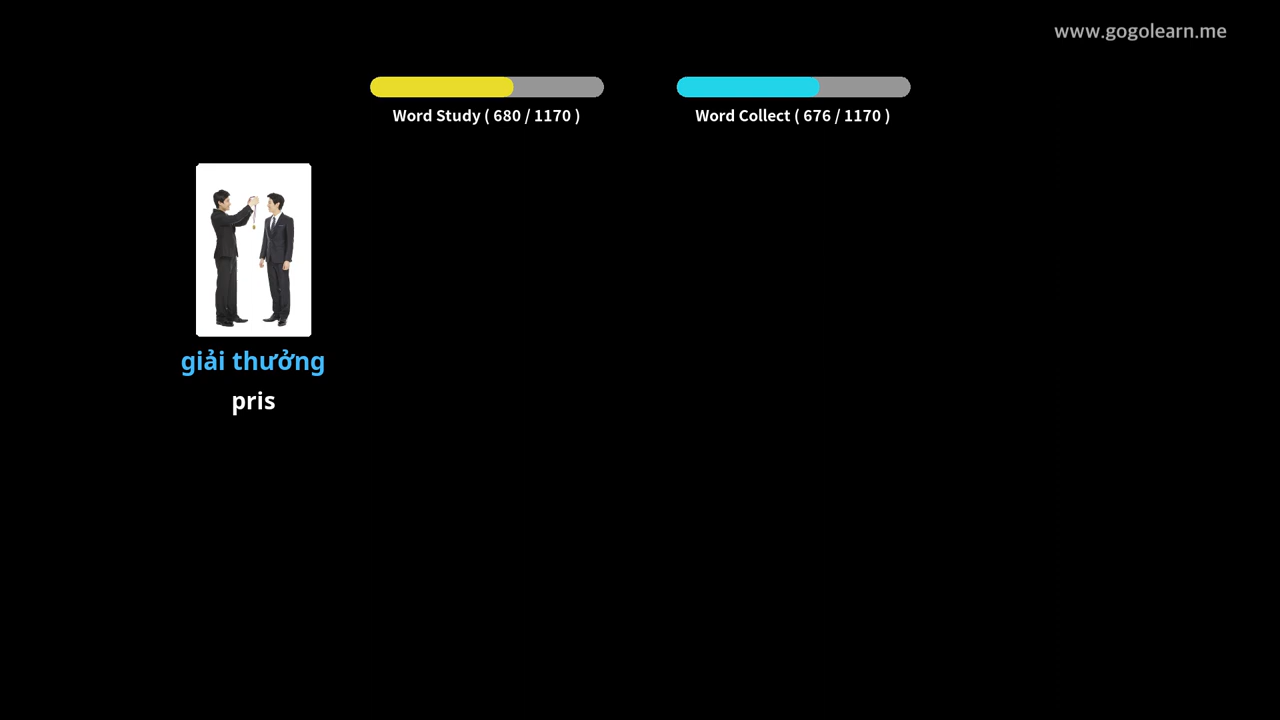 www.gogolearn.me
Word Study ( 680 / 1170 )
Word Collect ( 676 / 1170 )
giải thưởng
pris